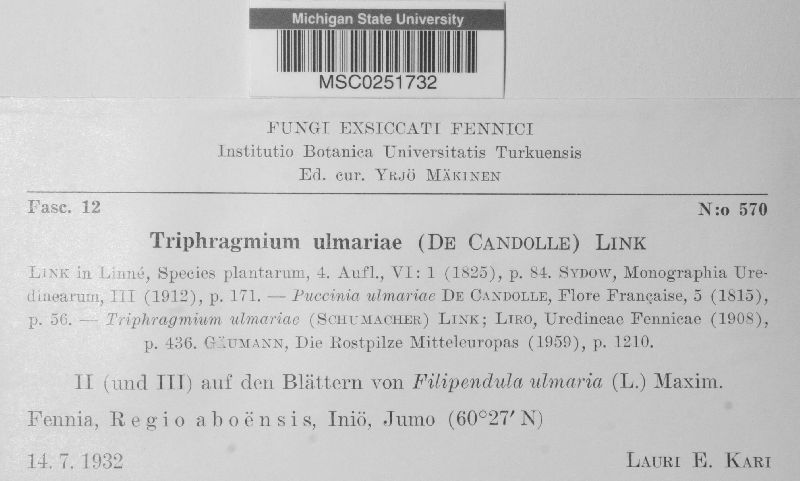 Michigan State University
MSC0251732
FUNGI EXSICCATI FENNICI
Institutio Botanica Universitatis Turkuensis
Ed. cur. YRJÖ MÄKINEN
Fasc. 12 N:o 570
Triphragmium ulmariae (DE CANDOLLE) LINK
LINK in Linné, Species plantarum, 4. Aufl., VI: 1 (1825), p. 84. SYDOW, Monographia Ure-
dinearum, III (1912), p. 171. — Puccinia ulmariae DE CANDOLLE, Flore Française, 5 (1815),
p. 56. — Triphragmium ulmariae (SCHUMACHER) LINK; LIRO, Uredineae Fennicae (1908),
p. 436. GÄUMANN, Die Rostpilze Mitteleuropas (1959), p. 1210.
II (und III) auf den Blättern von Filipendula ulmaria (L.) Maxim.
Fennia, Regio aboënsis, Iniö, Jumo (60°27′ N)
14. 7. 1932 LAURI E. KARI